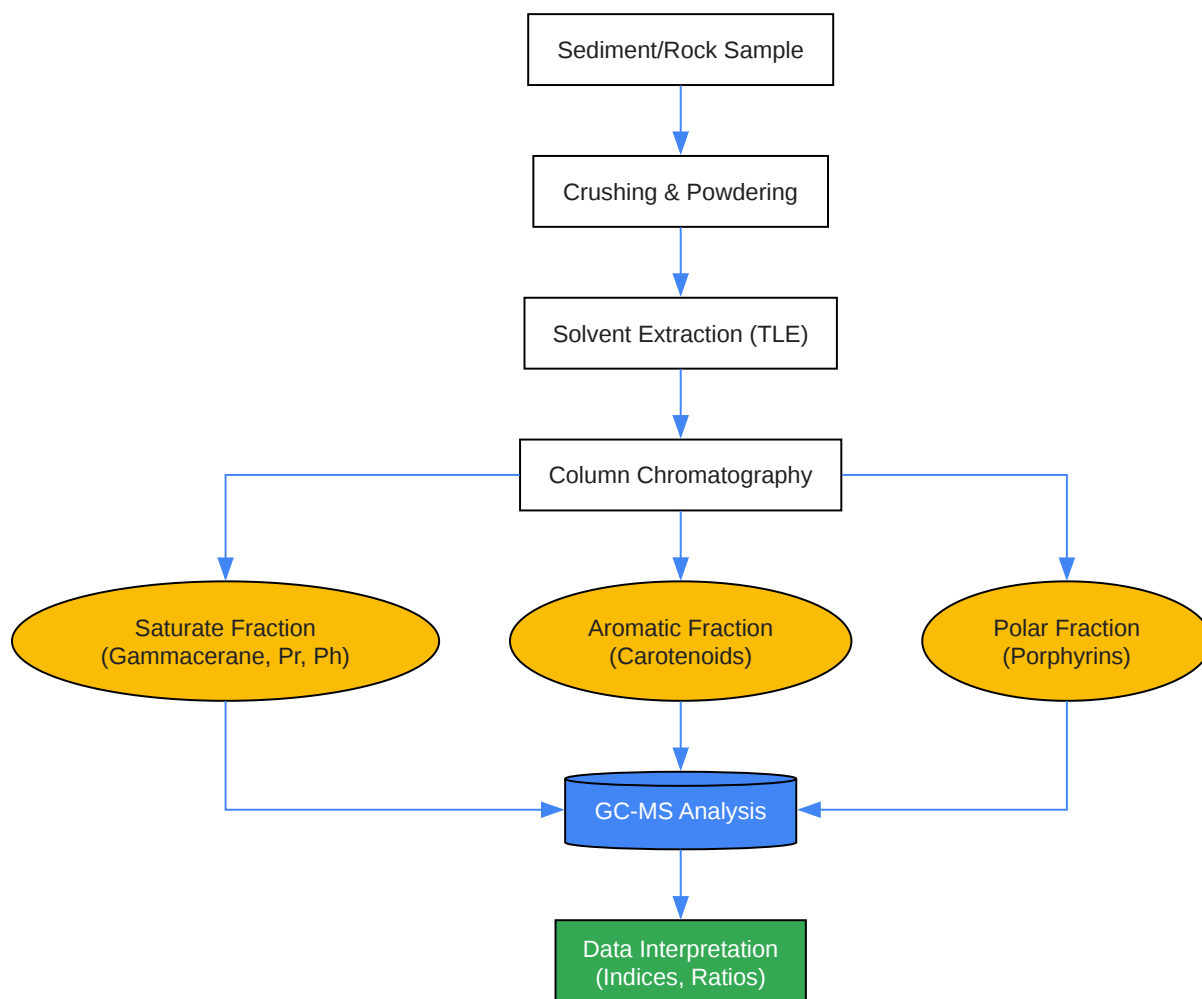 Sediment/Rock Sample
Crushing & Powdering
Solvent Extraction (TLE)
Column Chromatography
Saturate Fraction
(Gammacerane, Pr, Ph)
Aromatic Fraction
(Carotenoids)
Polar Fraction
(Porphyrins)
GC-MS Analysis
Data Interpretation
(Indices, Ratios)